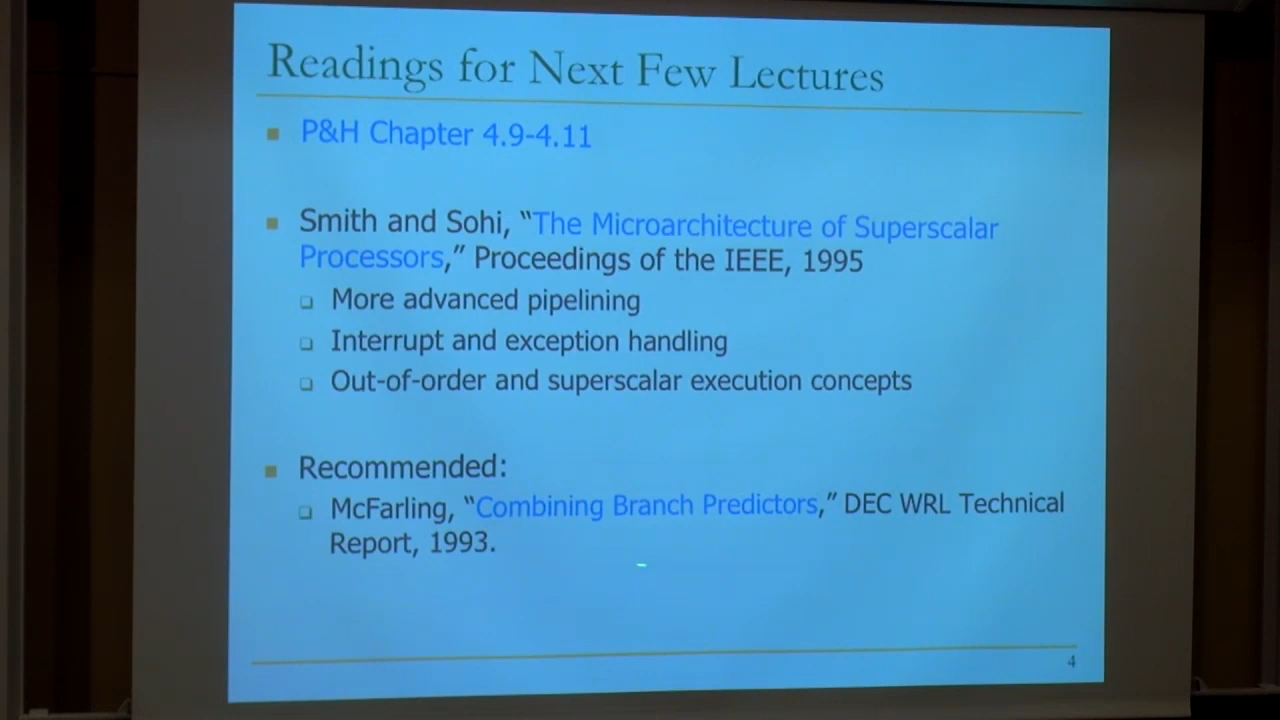 Readings for Next Few Lectures
P&H Chapter 4.9-4.11
Smith and Sohi, “The Microarchitecture of Superscalar
Processors,” Proceedings of the IEEE, 1995
More advanced pipelining
Interrupt and exception handling
Out-of-order and superscalar execution concepts
Recommended:
McFarling, “Combining Branch Predictors,” DEC WRL Technical
Report, 1993.
4